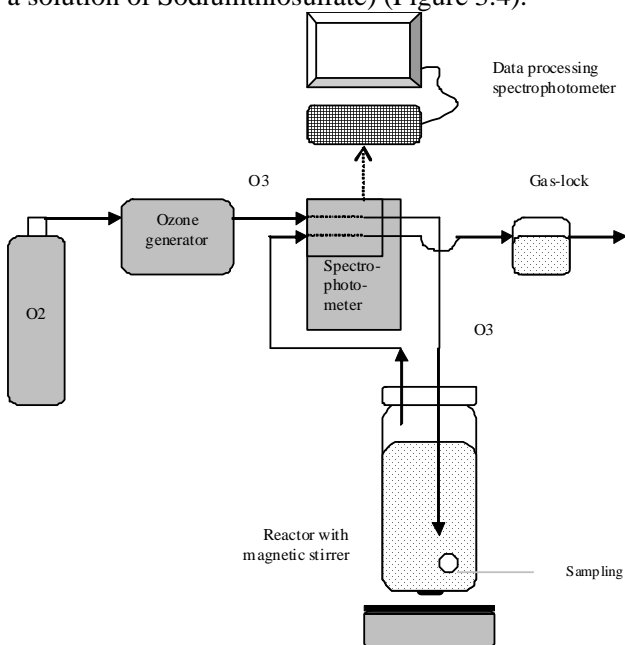 a solution of Sodiumthiosulfate) (Figure 3.4).
Data processing
spectrophotometer
O3
Gas-lock
Ozone
generator
Spectro-
photo-
meter
O2
O3
Reactor with
magnetic stirrer
Sampling